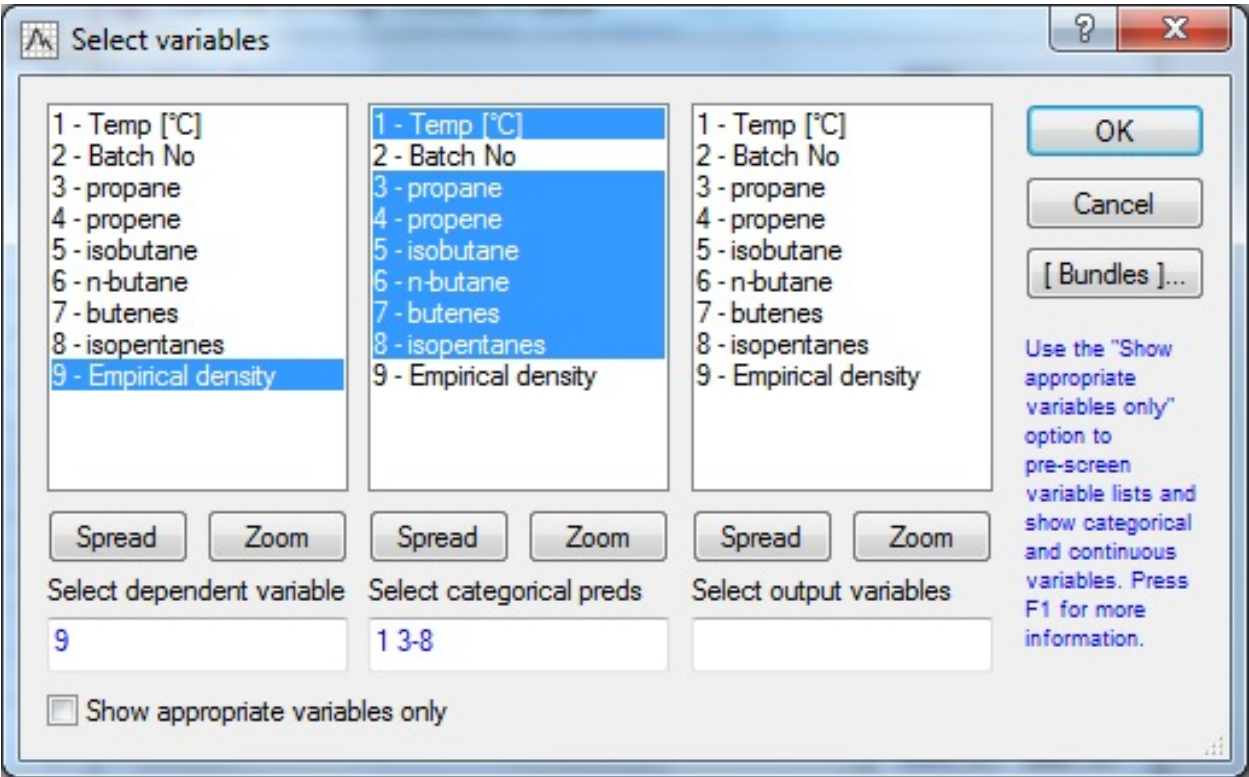 Select variables
?
X
1 - Temp [°C]
2 - Batch No
3 - propane
4 - propene
5 - isobutane
6 - n-butane
7 - butenes
8 - isopentanes
9 - Empirical density
Spread
Zoom
Select dependent variable
9
1 - Temp [°C]
2 - Batch No
3 - propane
4 - propene
5 - isobutane
6 - n-butane
7 - butenes
8 - isopentanes
9 - Empirical density
Spread
Zoom
Select categorical preds
1 3-8
1 - Temp [°C]
2 - Batch No
3 - propane
4 - propene
5 - isobutane
6 - n-butane
7 - butenes
8 - isopentanes
9 - Empirical density
Spread
Zoom
Select output variables
OK
Cancel
[ Bundles ]...
Use the "Show
appropriate
variables only"
option to
pre-screen
variable lists and
show categorical
and continuous
variables. Press
F1 for more
information.
Show appropriate variables only